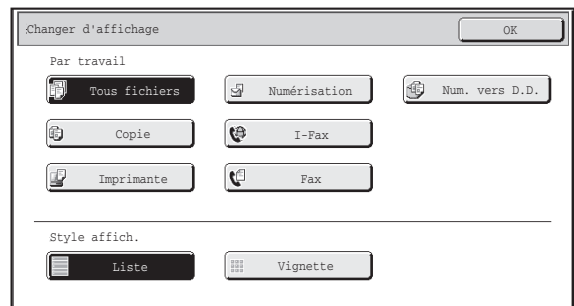 Changer d'affichage OK
Par travail
Tous fichiers Numérisation Num. vers D.D.
Copie I-Fax
Imprimante Fax
Style affich.
Liste Vignette